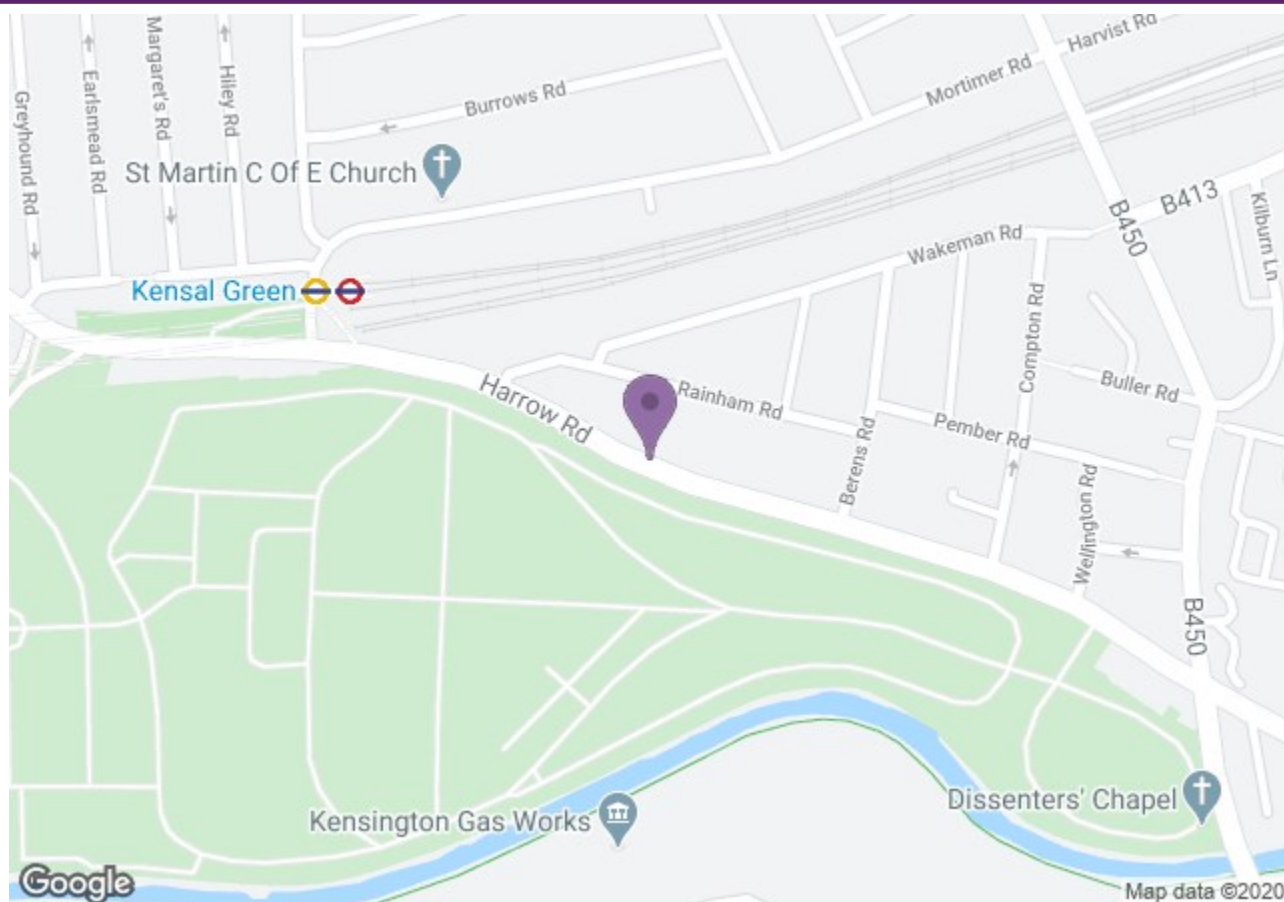 Harvist Rd
Margaret's Rd
Mortimer Rd
Hiley Rd
Earlsmead Rd
Greyhound Rd
Burrows Rd
St Martin C Of E Church
B413
Kilburn Ln
B450
Wakeman Rd
Kensal Green
Compton Rd
Buller Rd
Harrow Rd
Rainham Rd
Pember Rd
Berens Rd
Wellington Rd
B450
Dissenters' Chapel
Kensington Gas Works
Google
Map data ©2020